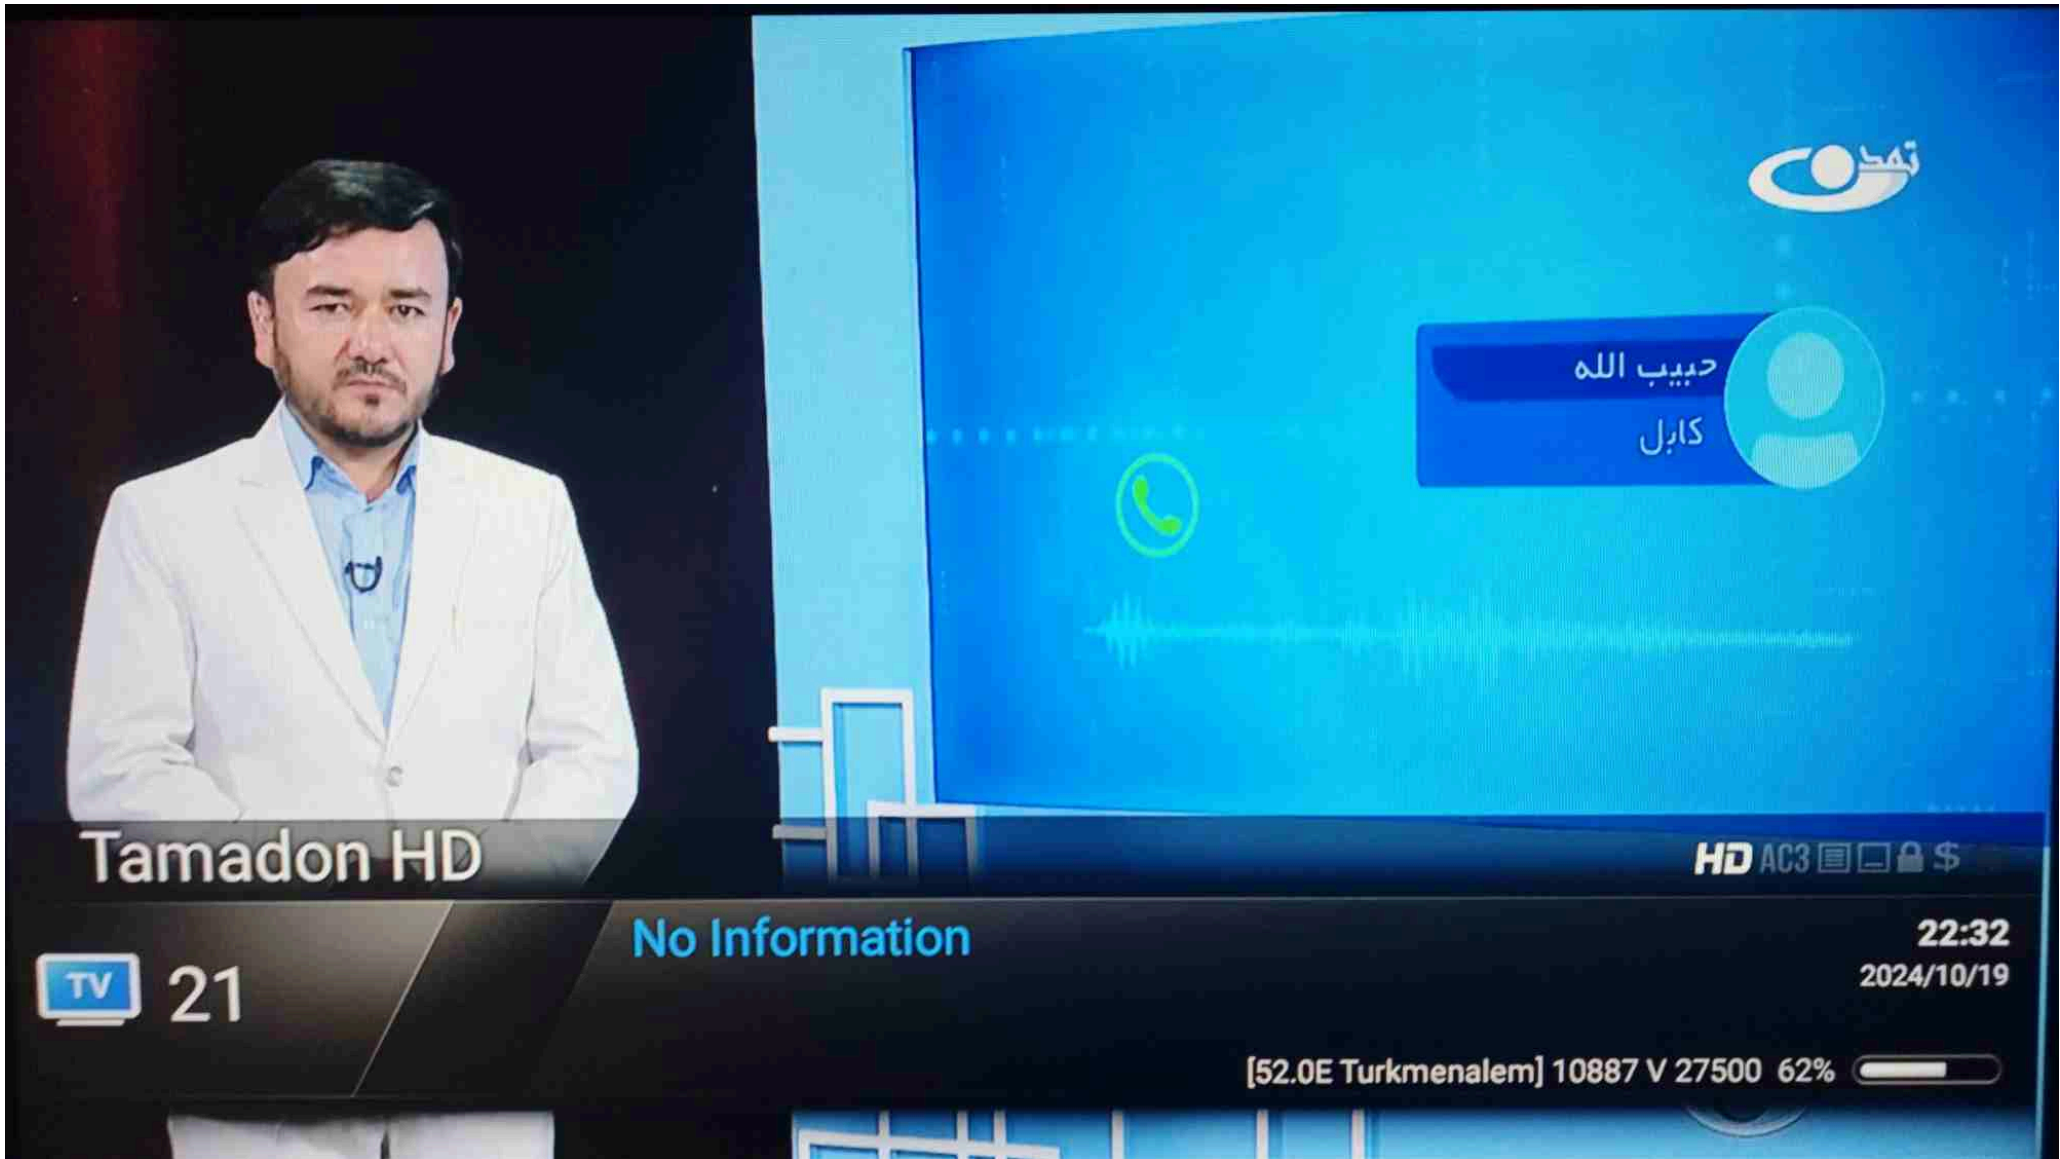 تمدن
حبیب الله
کابل
Tamadon HD
HD AC3 $
No Information
22:32
2024/10/19
TV 21
[52.0E Turkmenalem] 10887 V 27500 62%